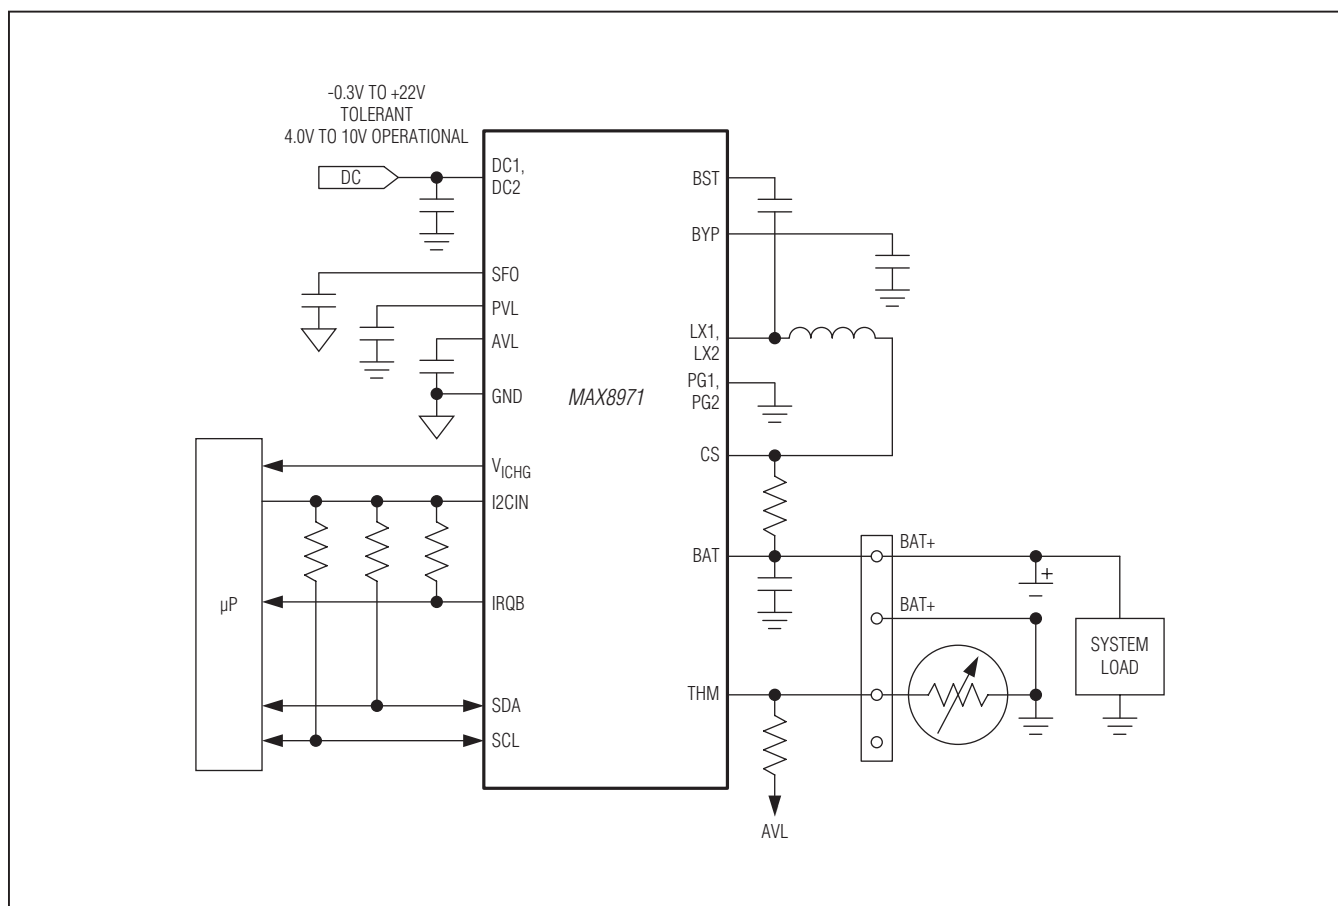 -0.3V TO +22V
TOLERANT
4.0V TO 10V OPERATIONAL
DC
DC1,
DC2
SFO
PVL
AVL
GND
VICHG
I2CIN
IRQB
SDA
SCL
µP
MAX8971
BST
BYP
LX1,
LX2
PG1,
PG2
CS
BAT
THM
AVL
BAT+
+
BAT+
SYSTEM
LOAD